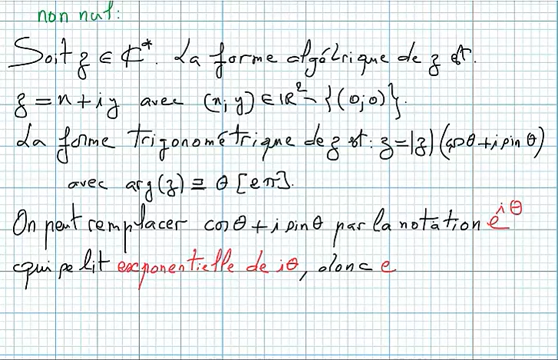 non nul:
Soit z ∈ ℂ*. La forme algébrique de z est.
z = x + iy avec (x; y) ∈ ℝ² \ {(0; 0)}.
La forme trigonométrique de z est: z = |z| (cos θ + i sin θ)
avec arg(z) ≡ θ [2π].
On peut remplacer cos θ + i sin θ par la notation e^{iθ}
qui se lit exponentielle de iθ, donc e